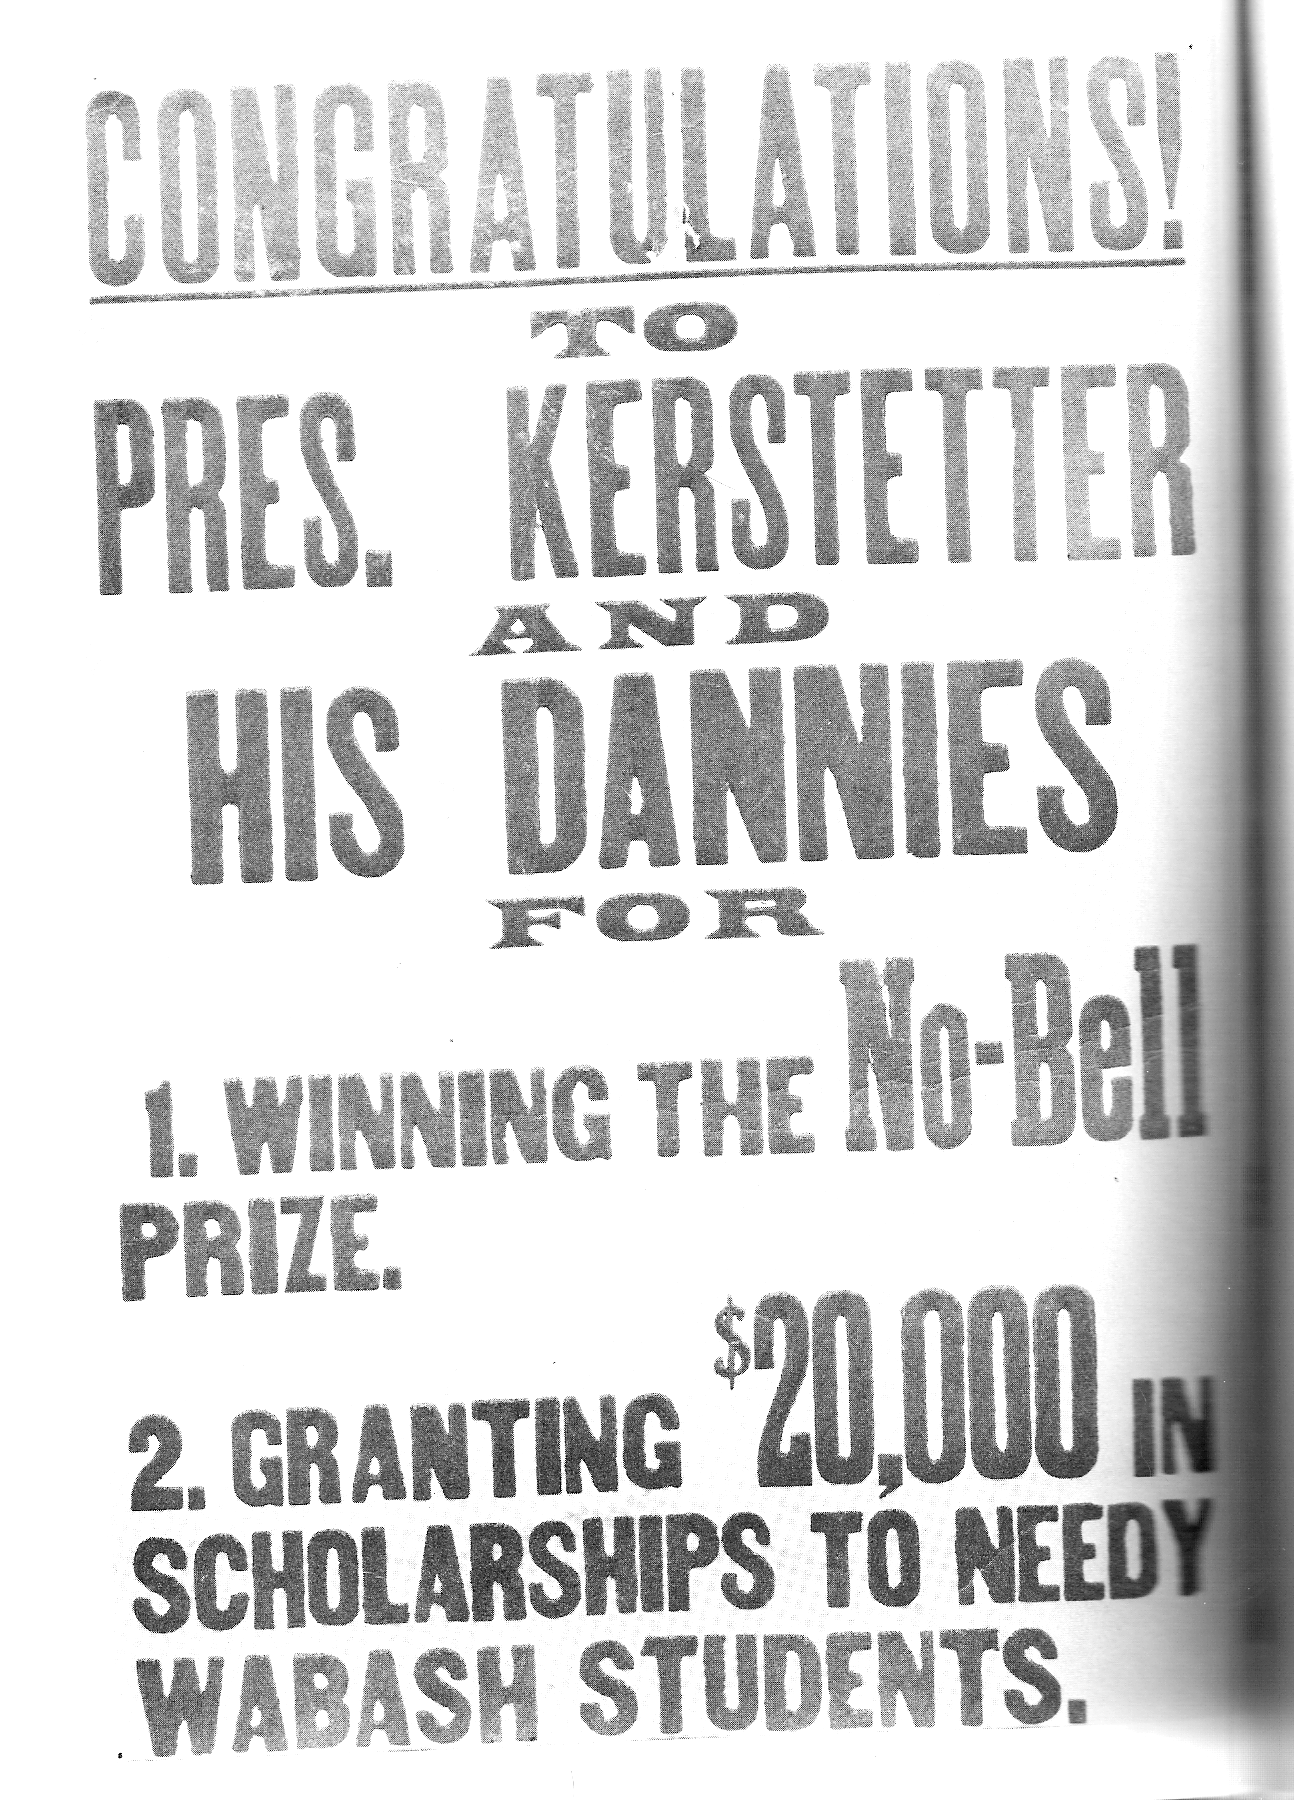 CONGRATULATIONS!
TO
PRES. KERSTETTER
AND
HIS DANNIES
FOR
1. WINNING THE No-Bell
PRIZE.
2. GRANTING $20,000 IN
SCHOLARSHIPS TO NEEDY
WABASH STUDENTS.